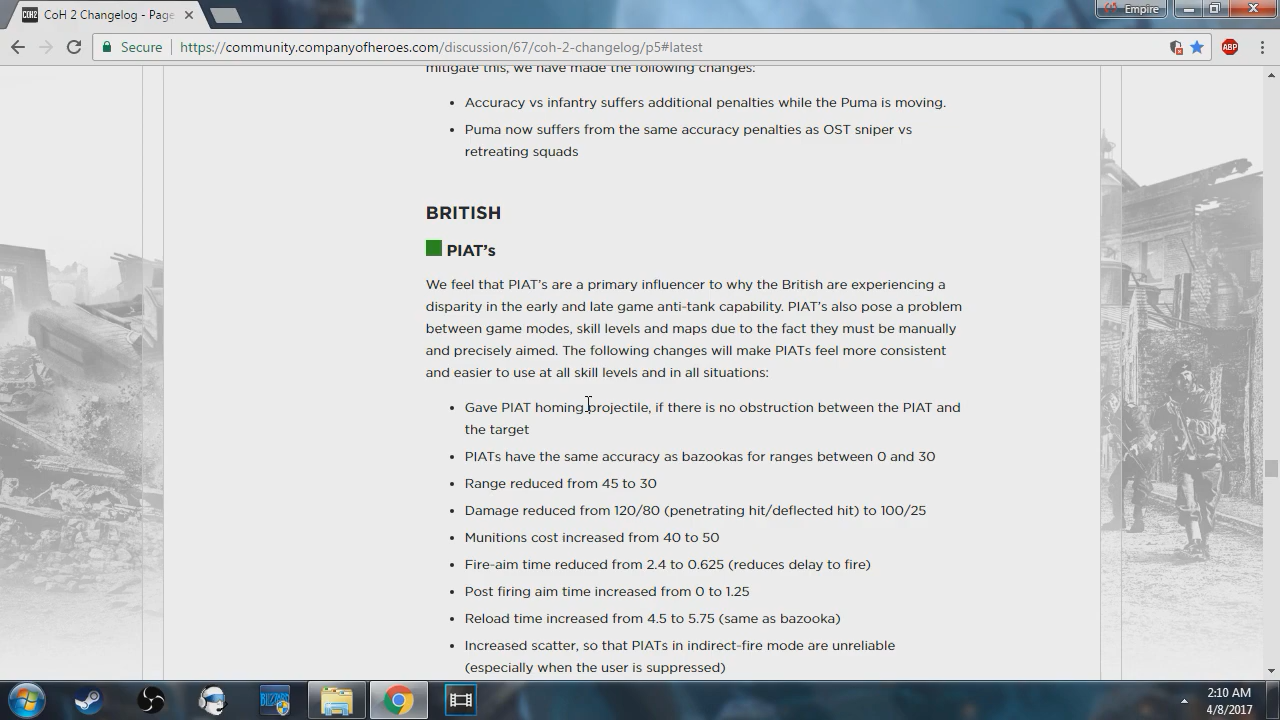 CoH 2 Changelog - Page
Empire
Secure
https://community.companyofheroes.com/discussion/67/coh-2-changelog/p5#latest
ABP
mitigate this, we have made the following changes:
• Accuracy vs infantry suffers additional penalties while the Puma is moving.
• Puma now suffers from the same accuracy penalties as OST sniper vs
retreating squads
BRITISH
PIAT's
We feel that PIAT's are a primary influencer to why the British are experiencing a
disparity in the early and late game anti-tank capability. PIAT's also pose a problem
between game modes, skill levels and maps due to the fact they must be manually
and precisely aimed. The following changes will make PIATs feel more consistent
and easier to use at all skill levels and in all situations:
• Gave PIAT homing projectile, if there is no obstruction between the PIAT and
the target
• PIATs have the same accuracy as bazookas for ranges between 0 and 30
• Range reduced from 45 to 30
• Damage reduced from 120/80 (penetrating hit/deflected hit) to 100/25
• Munitions cost increased from 40 to 50
• Fire-aim time reduced from 2.4 to 0.625 (reduces delay to fire)
• Post firing aim time increased from 0 to 1.25
• Reload time increased from 4.5 to 5.75 (same as bazooka)
• Increased scatter, so that PIATs in indirect-fire mode are unreliable
(especially when the user is suppressed)
BLIZZARD
2:10 AM
4/8/2017